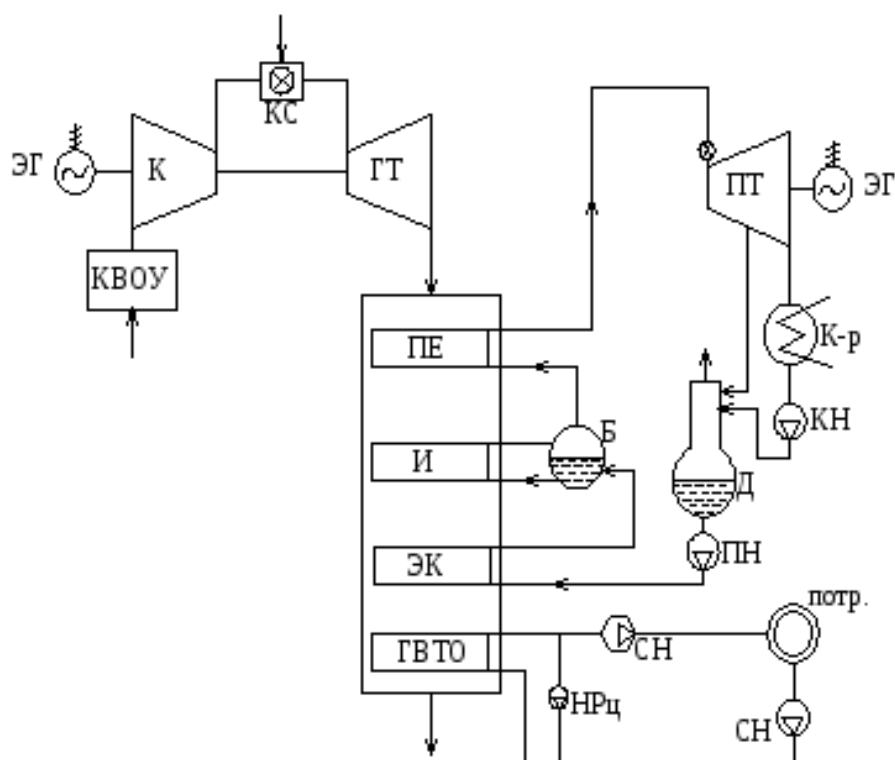 КС
ЭГ
К
ГТ
ПТ
ЭГ
КВОУ
ПЕ
К-р
Б
КН
И
Д
ЭК
ПН
потр.
ГВТО
СН
НРц
СН